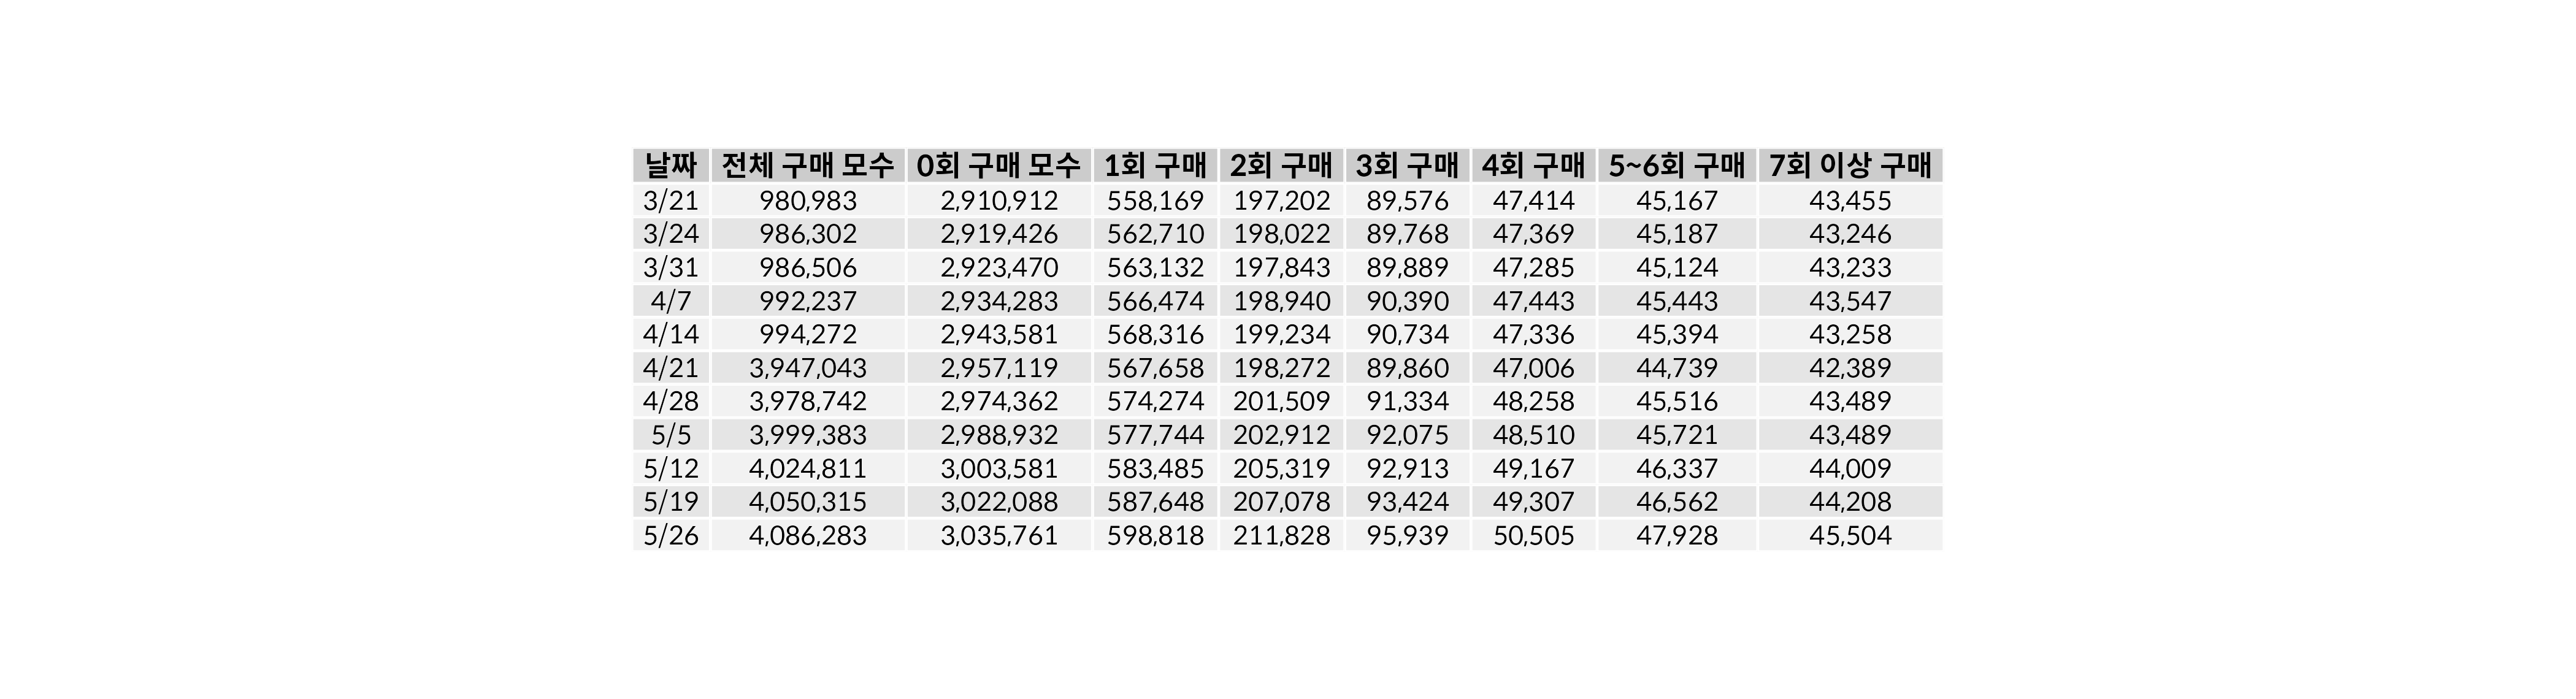 날짜 전체 구매 모수 0회 구매 모수 1회 구매 2회 구매 3회 구매 4회 구매 5~6회 구매 7회 이상 구매
3/21 980,983 2,910,912 558,169 197,202 89,576 47,414 45,167 43,455
3/24 986,302 2,919,426 562,710 198,022 89,768 47,369 45,187 43,246
3/31 986,506 2,923,470 563,132 197,843 89,889 47,285 45,124 43,233
4/7 992,237 2,934,283 566,474 198,940 90,390 47,443 45,443 43,547
4/14 994,272 2,943,581 568,316 199,234 90,734 47,336 45,394 43,258
4/21 3,947,043 2,957,119 567,658 198,272 89,860 47,006 44,739 42,389
4/28 3,978,742 2,974,362 574,274 201,509 91,334 48,258 45,516 43,489
5/5 3,999,383 2,988,932 577,744 202,912 92,075 48,510 45,721 43,489
5/12 4,024,811 3,003,581 583,485 205,319 92,913 49,167 46,337 44,009
5/19 4,050,315 3,022,088 587,648 207,078 93,424 49,307 46,562 44,208
5/26 4,086,283 3,035,761 598,818 211,828 95,939 50,505 47,928 45,504